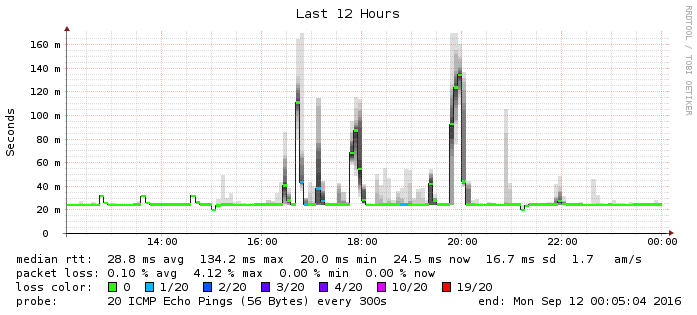 Last 12 Hours
RRDTOOL / TOBI OETIKER
Seconds
160 m
140 m
120 m
100 m
80 m
60 m
40 m
20 m
0
14:00 16:00 18:00 20:00 22:00 00:00
median rtt: 28.8 ms avg 134.2 ms max 20.0 ms min 24.5 ms now 16.7 ms sd 1.7 am/s
packet loss: 0.10 % avg 4.12 % max 0.00 % min 0.00 % now
loss color: 0 1/20 2/20 3/20 4/20 10/20 19/20
probe: 20 ICMP Echo Pings (56 Bytes) every 300s end: Mon Sep 12 00:05:04 2016